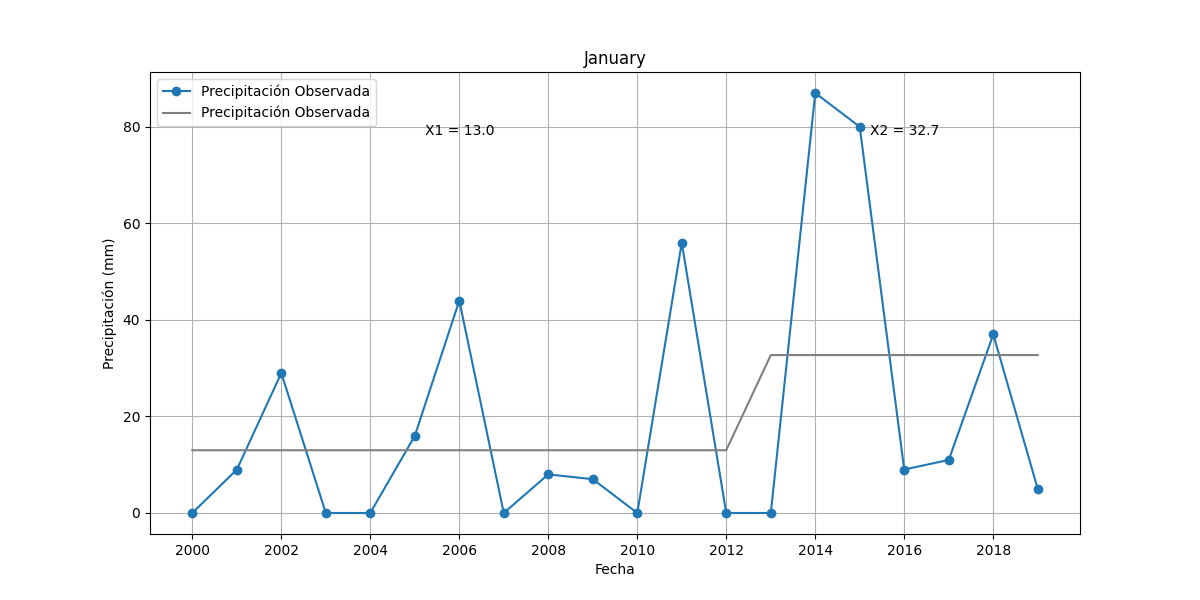 January
Precipitación Observada
Precipitación Observada
X1 = 13.0
X2 = 32.7
Precipitación (mm)
80
60
40
20
0
2000 2002 2004 2006 2008 2010 2012 2014 2016 2018
Fecha